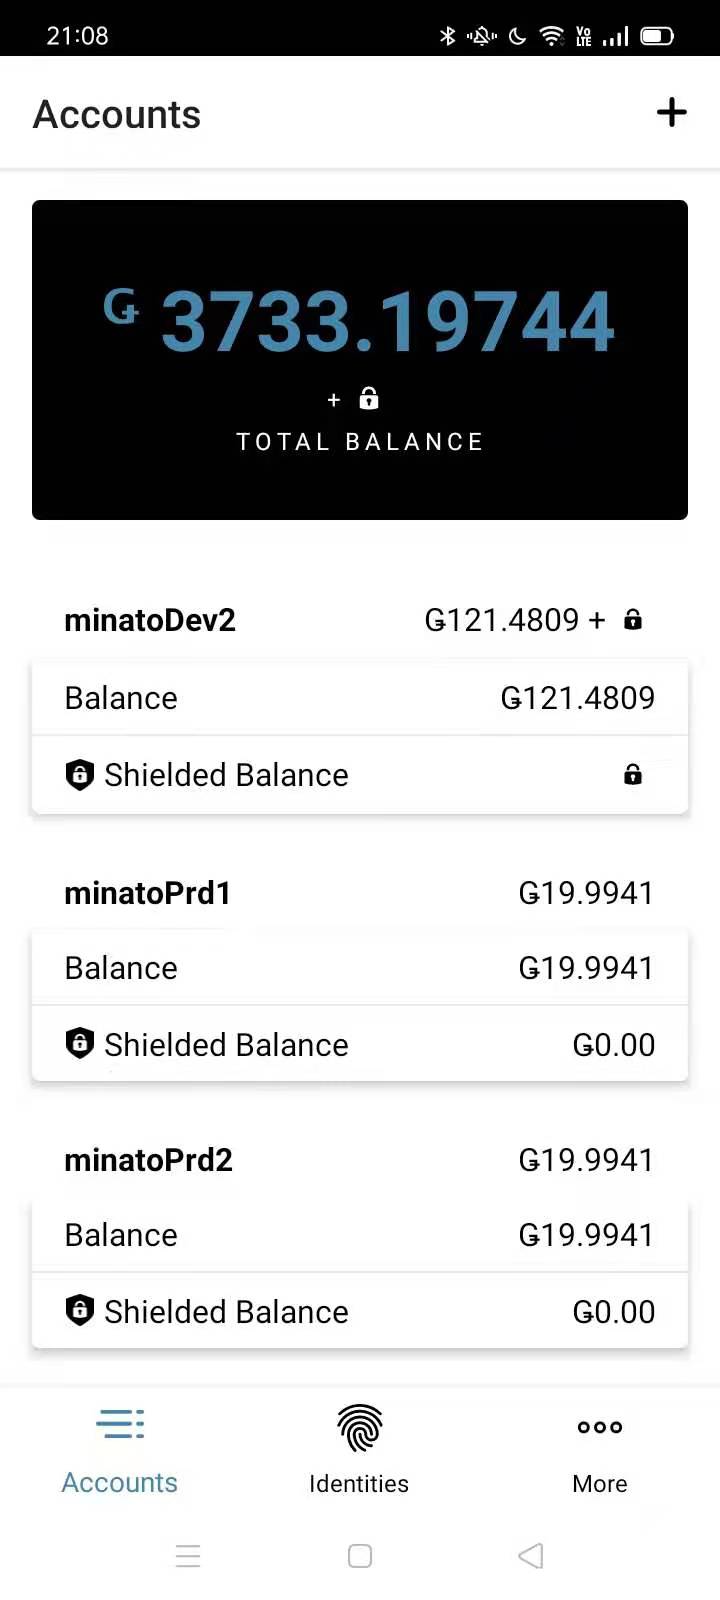 21:08
Accounts
Ǥ 3733.19744
+
TOTAL BALANCE
minatoDev2 Ǥ121.4809 +
Balance Ǥ121.4809
Shielded Balance
minatoPrd1 Ǥ19.9941
Balance Ǥ19.9941
Shielded Balance Ǥ0.00
minatoPrd2 Ǥ19.9941
Balance Ǥ19.9941
Shielded Balance Ǥ0.00
Accounts Identities More